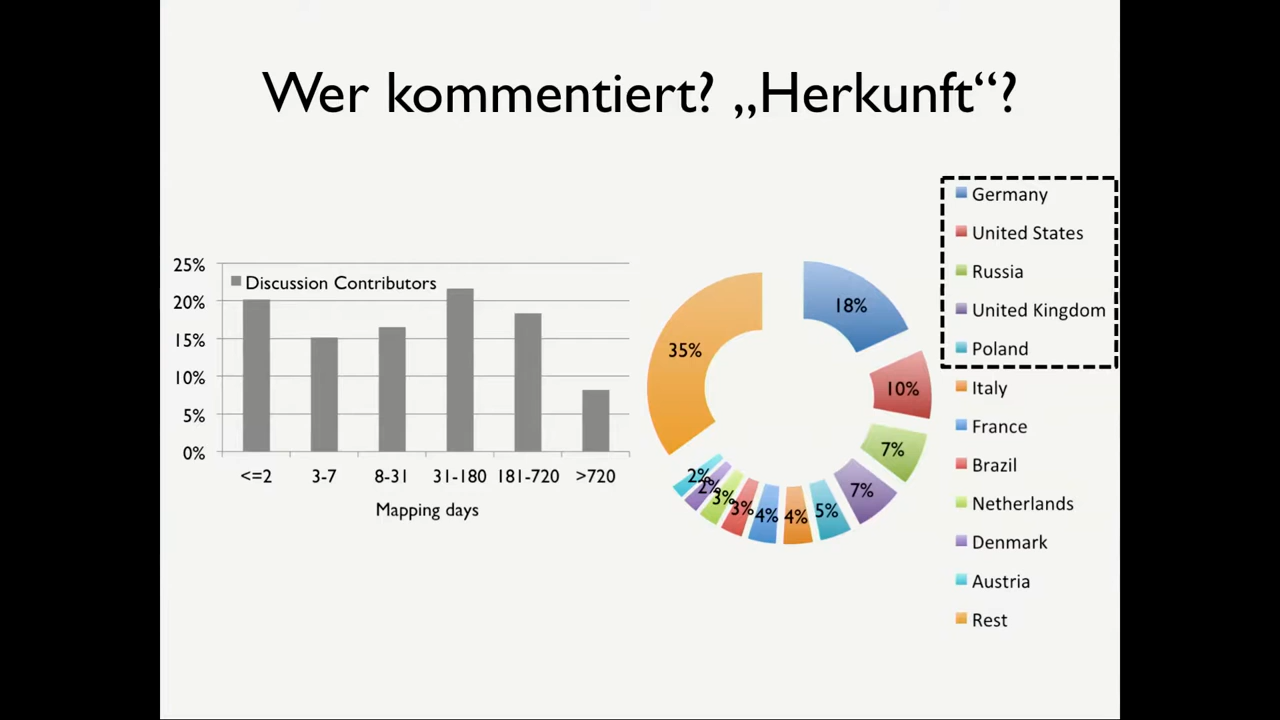 Wer kommentiert? „Herkunft“?
25%
20%
15%
10%
5%
0%
Discussion Contributors
<=2 3-7 8-31 31-180 181-720 >720
Mapping days
18%
10%
7%
7%
5%
4%
4%
3%
3%
2%
2%
35%
Germany
United States
Russia
United Kingdom
Poland
Italy
France
Brazil
Netherlands
Denmark
Austria
Rest